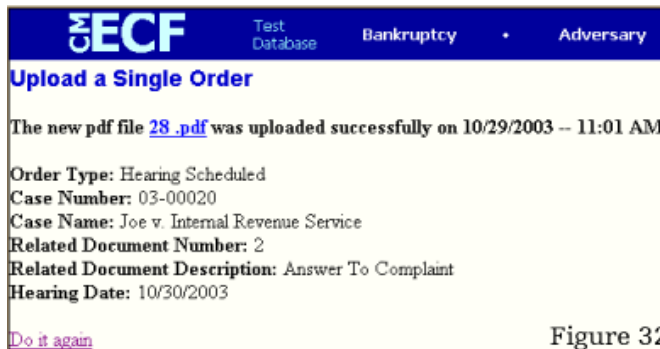 CM ECF Test Database Bankruptcy • Adversary
Upload a Single Order
The new pdf file 28 .pdf was uploaded successfully on 10/29/2003 -- 11:01 AM
Order Type: Hearing Scheduled
Case Number: 03-00020
Case Name: Joe v. Internal Revenue Service
Related Document Number: 2
Related Document Description: Answer To Complaint
Hearing Date: 10/30/2003
Do it again
Figure 32